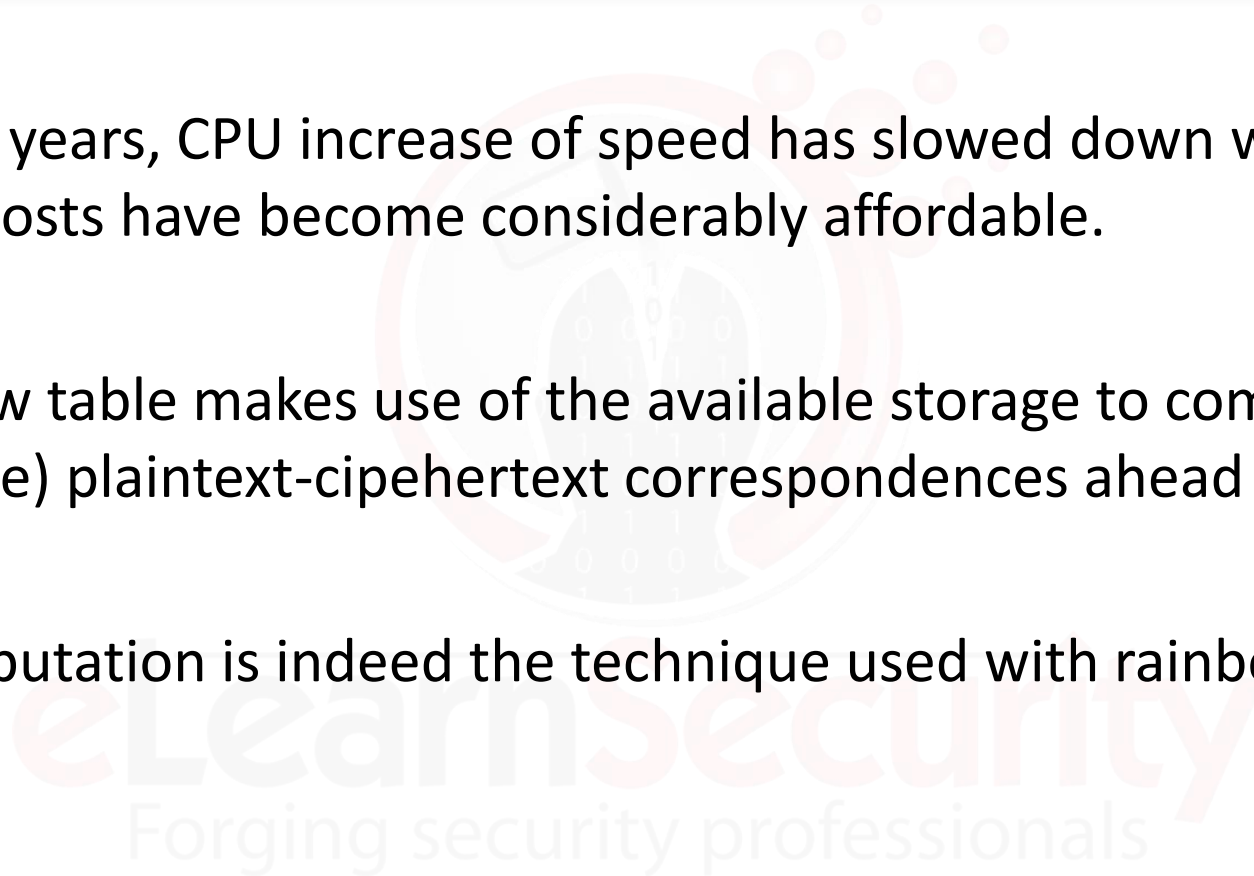 years, CPU increase of speed has slowed down w
osts have become considerably affordable.
w table makes use of the available storage to com
e) plaintext-cipehertext correspondences ahead
putation is indeed the technique used with rainbo
eLearnSecurity
Forging security professionals